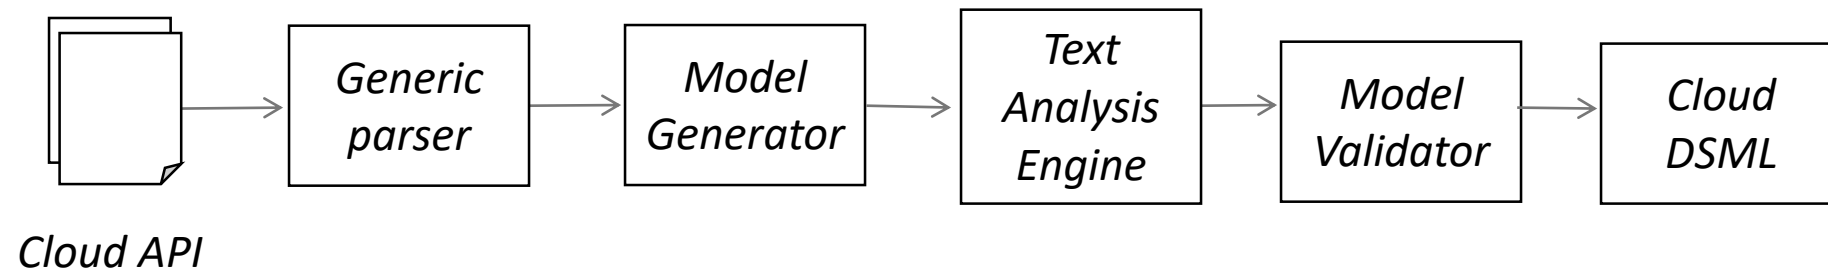 Generic
parser
Model
Generator
Text
Analysis
Engine
Model
Validator
Cloud
DSML
Cloud API